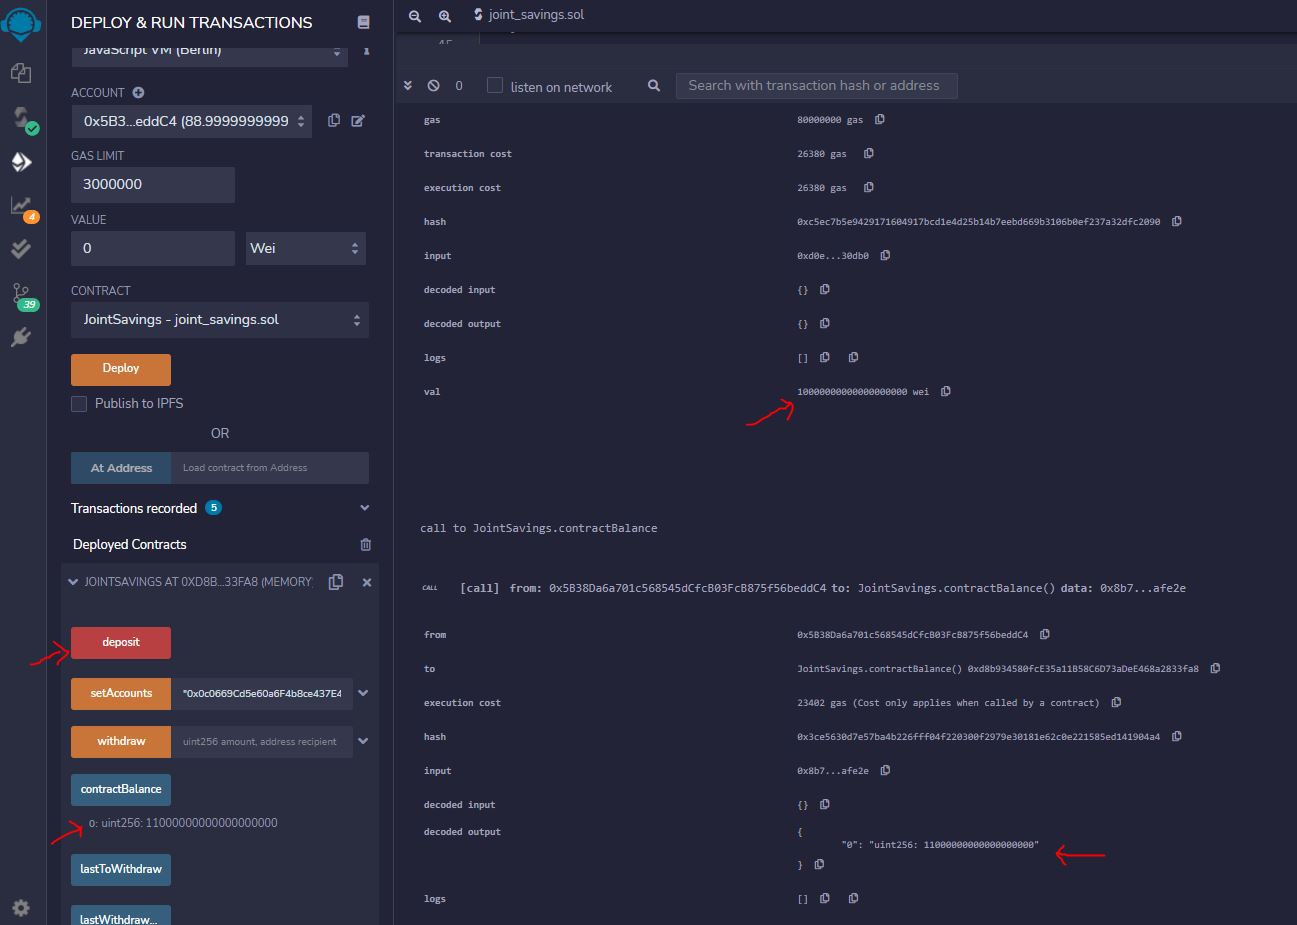 DEPLOY & RUN TRANSACTIONS
JavaScript VM (Berlin)
ACCOUNT
0x5B3...eddC4 (88.9999999999
GAS LIMIT
3000000
VALUE
0
Wei
CONTRACT
JointSavings - joint_savings.sol
Deploy
Publish to IPFS
OR
At Address
Load contract from Address
Transactions recorded 5
Deployed Contracts
JOINTSAVINGS AT 0XD8B...33FA8 (MEMORY)
deposit
setAccounts
"0x0c0669Cd5e60a6F4b8ce437E4
withdraw
uint256 amount, address recipient
contractBalance
0: uint256: 11000000000000000000
lastToWithdraw
lastWithdraw...
4
39
joint_savings.sol
45
0
listen on network
Search with transaction hash or address
gas
80000000 gas
transaction cost
26380 gas
execution cost
26380 gas
hash
0xc5ec7b5e9429171604917bcd1e4d25b14b7eebd669b3106b0ef237a32dfc2090
input
0xd0e...30db0
decoded input
{}
decoded output
{}
logs
[]
val
10000000000000000000 wei
call to JointSavings.contractBalance
CALL
[call] from: 0x5B38Da6a701c568545dCfcB03FcB875f56beddC4 to: JointSavings.contractBalance() data: 0x8b7...afe2e
from
0x5B38Da6a701c568545dCfcB03FcB875f56beddC4
to
JointSavings.contractBalance() 0xd8b934580fcE35a11B58C6D73aDeE468a2833fa8
execution cost
23402 gas (Cost only applies when called by a contract)
hash
0x3ce5630d7e57ba4b226fff04f220300f2979e30181e62c0e221585ed141904a4
input
0x8b7...afe2e
decoded input
{}
decoded output
{
"0": "uint256: 11000000000000000000"
}
logs
[]